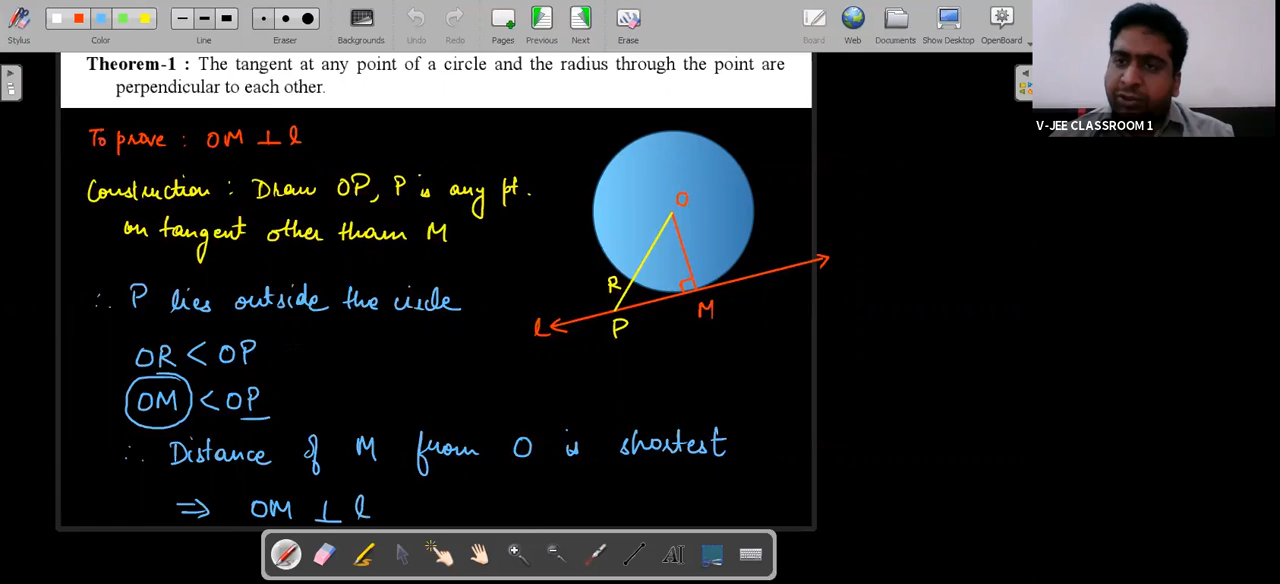 Stylus
Color
Line
Eraser
Backgrounds
Undo
Redo
Pages
Previous
Next
Erase
Board
Web
Documents
Show Desktop
OpenBoard
V-JEE CLASSROOM 1
Theorem-1 : The tangent at any point of a circle and the radius through the point are
perpendicular to each other.
To prove : OM ⊥ l
Construction : Draw OP, P is any pt.
on tangent other tham M
∴ P lies outside the circle
OR < OP
OM < OP
∴ Distance of M from O is shortest
⇒ OM ⊥ l
O
R
P
M
l
AI